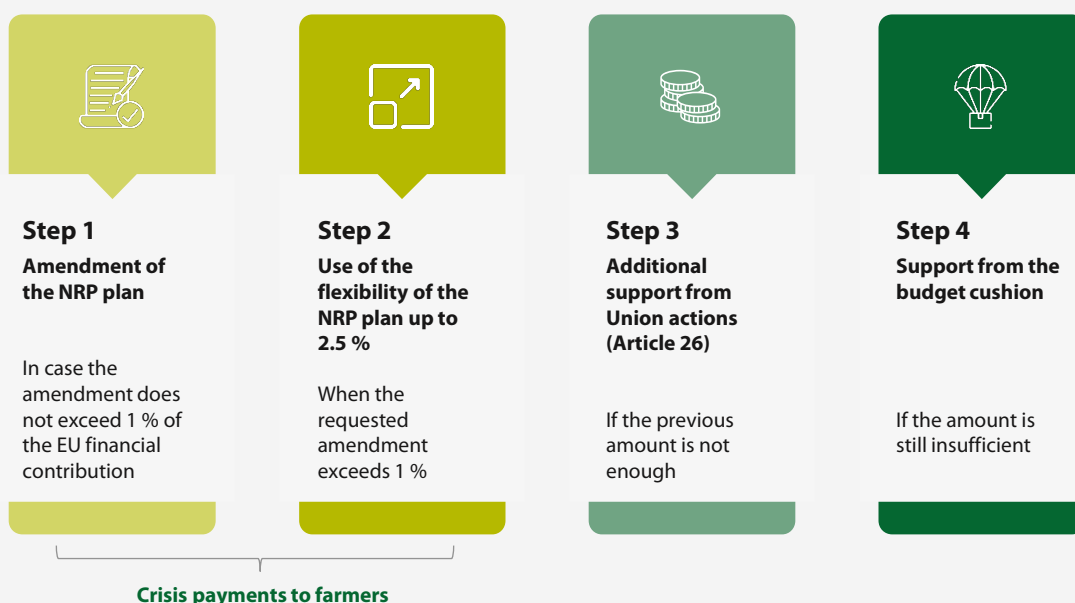 Step 1
Amendment of
the NRP plan
In case the
amendment does
not exceed 1 % of
the EU financial
contribution
Step 2
Use of the
flexibility of the
NRP plan up to
2.5 %
When the
requested
amendment
exceeds 1 %
Step 3
Additional
support from
Union actions
(Article 26)
If the previous
amount is not
enough
Step 4
Support from the
budget cushion
If the amount is
still insufficient
Crisis payments to farmers